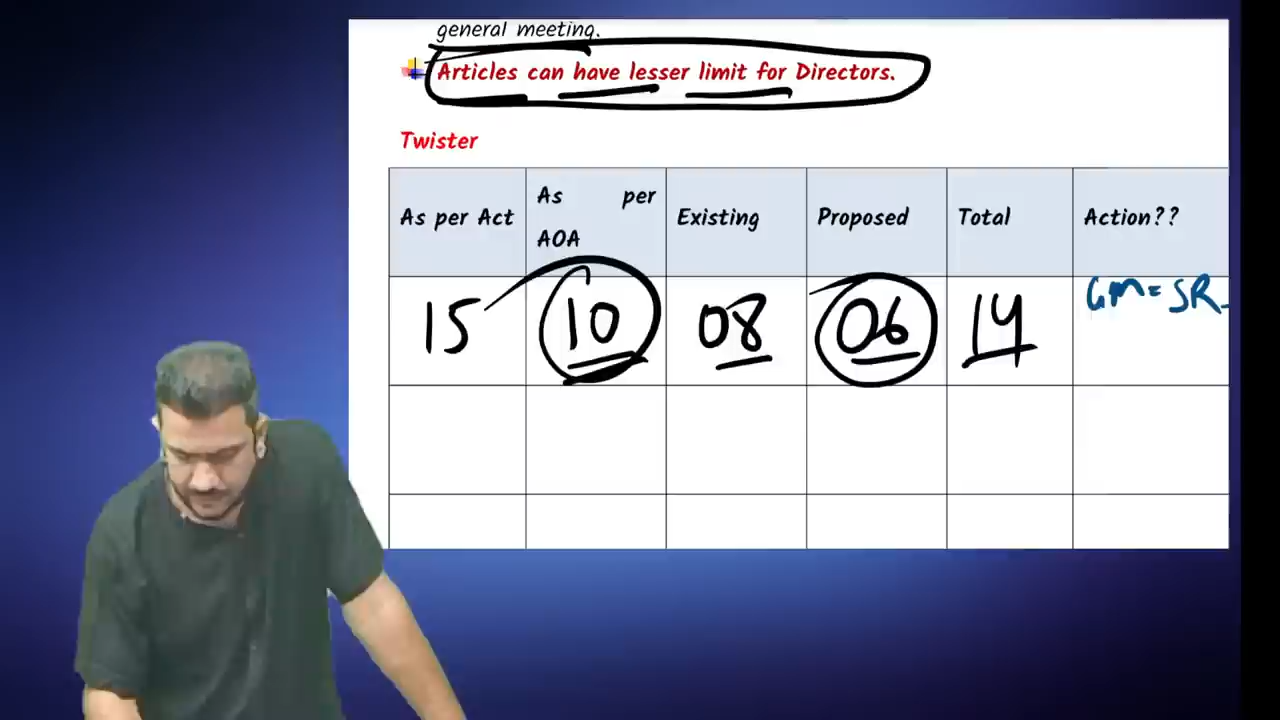 general meeting.
Articles can have lesser limit for Directors.
Twister
As per Act
As per
AOA
Existing
Proposed
Total
Action??
15
10
08
06
14
GM = SR